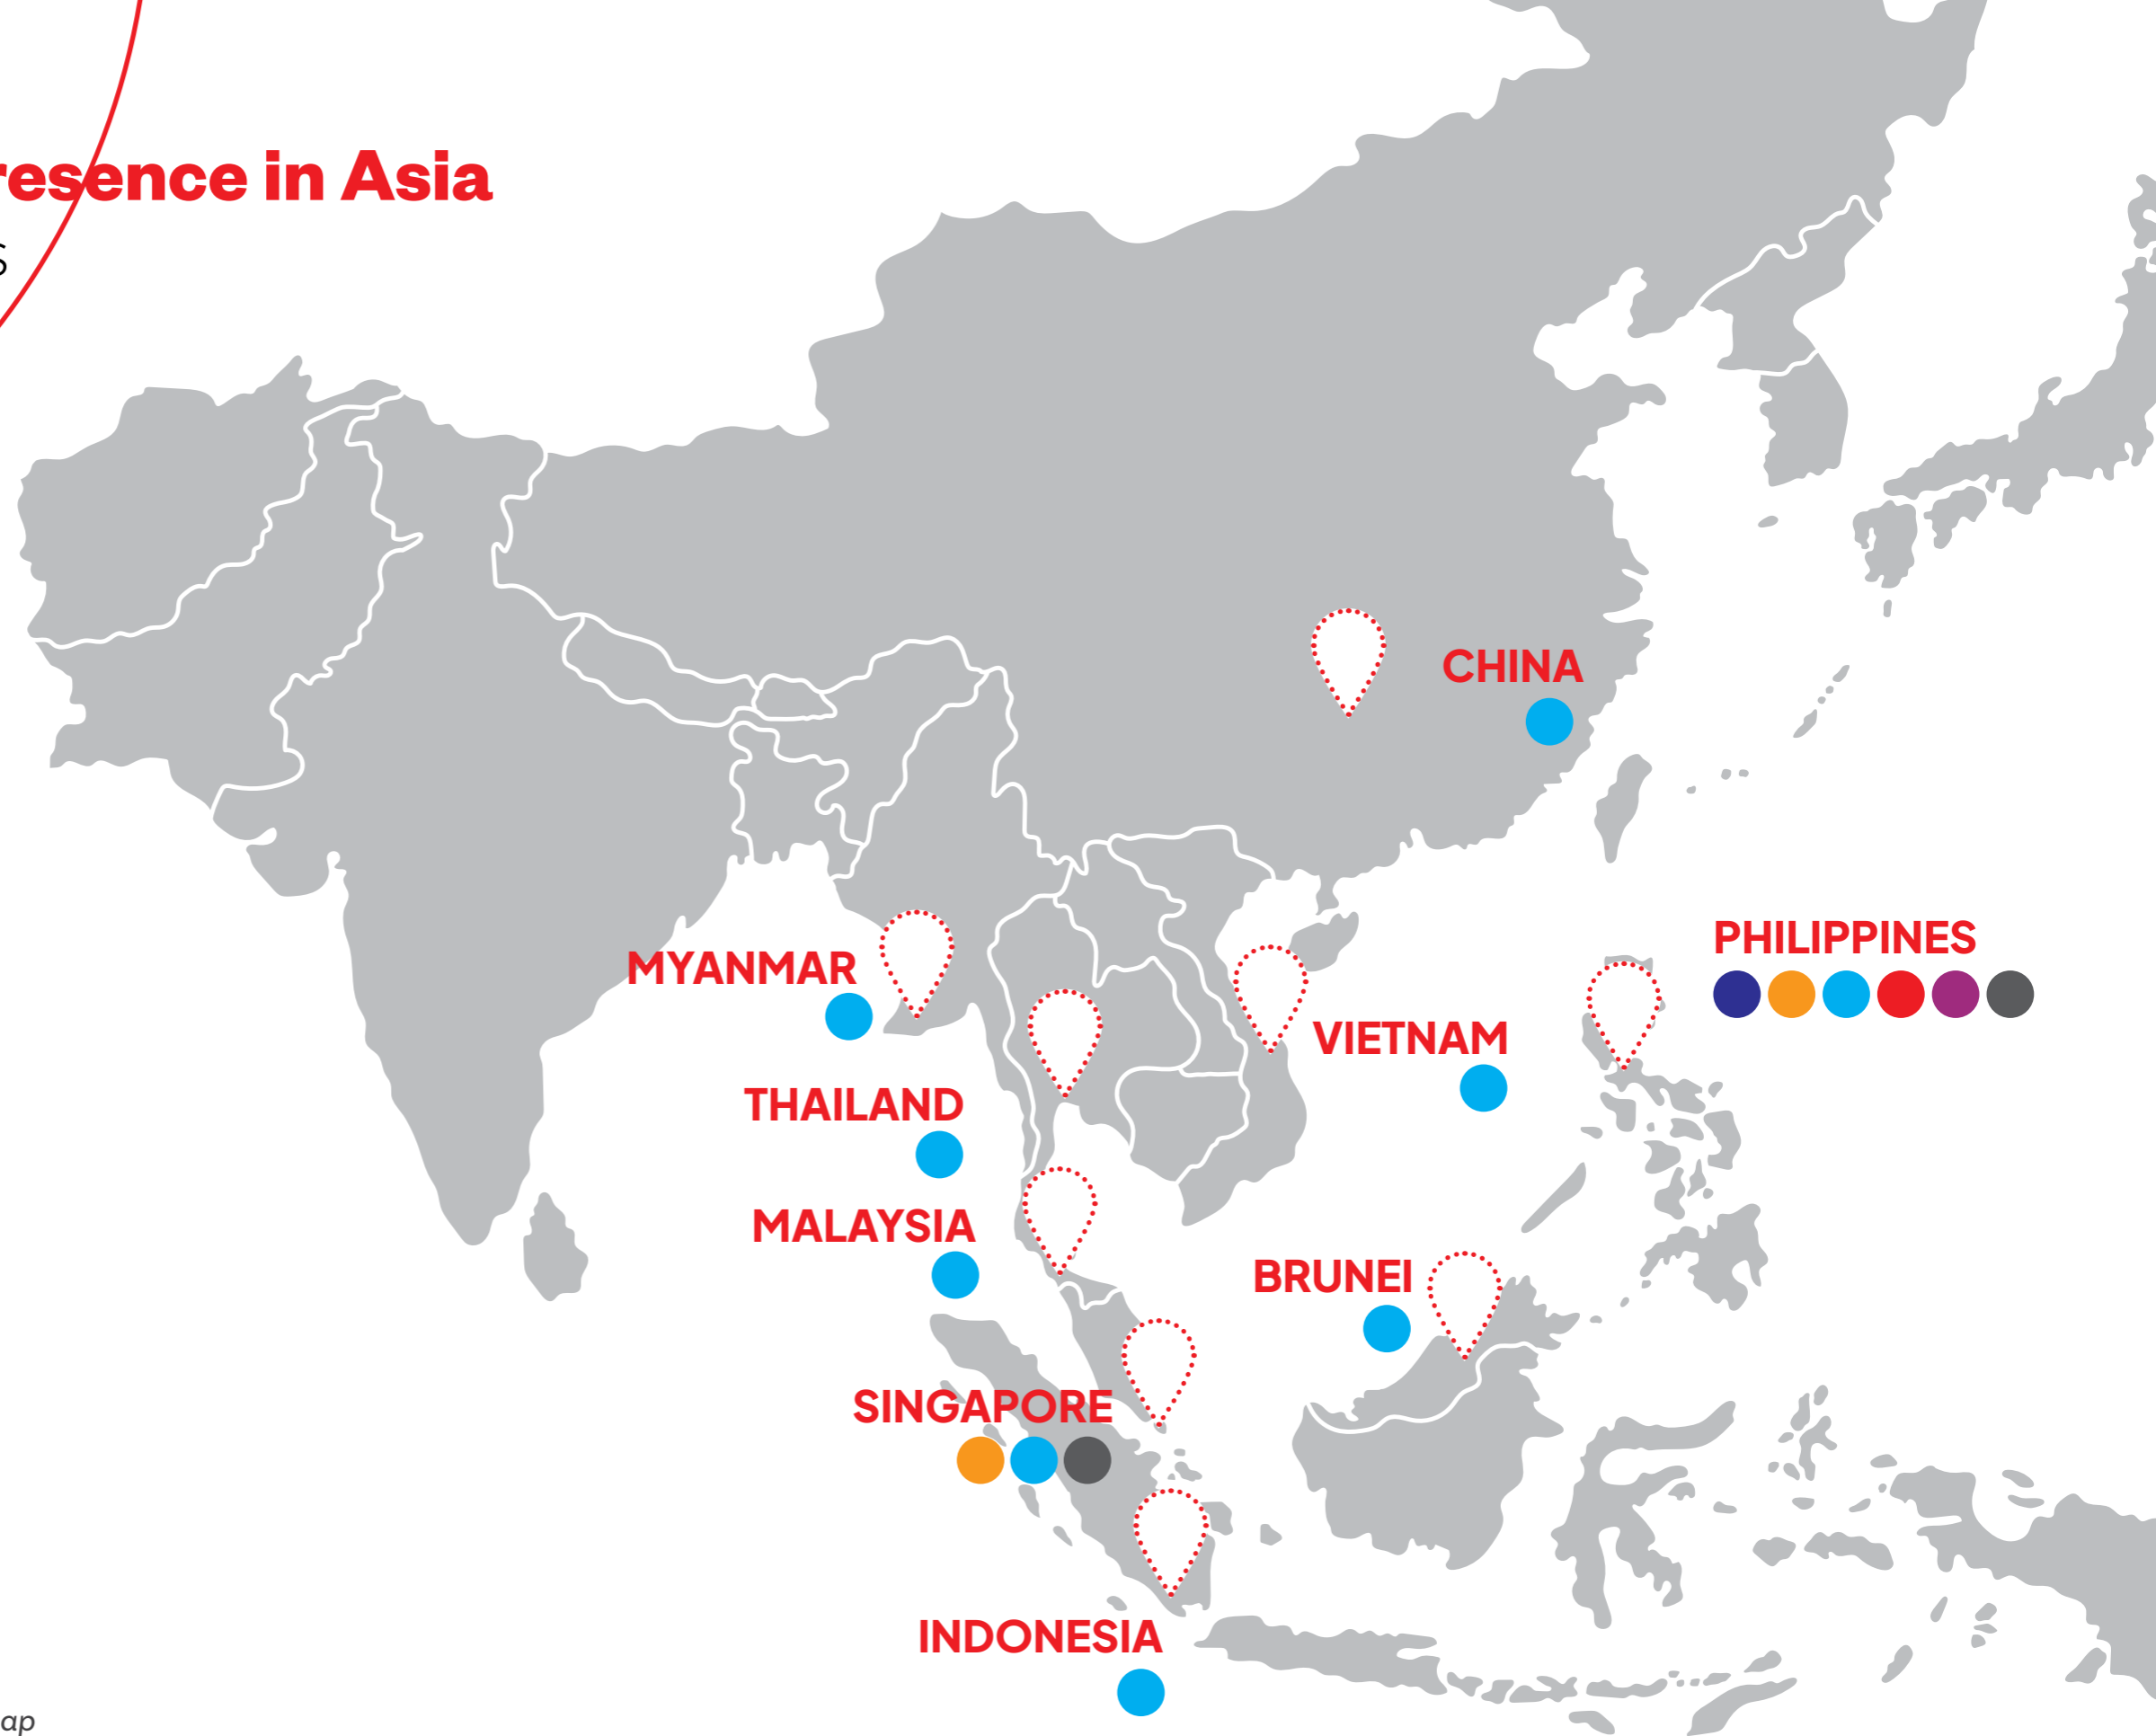 resence in Asia
s
CHINA
PHILIPPINES
MYANMAR
VIETNAM
THAILAND
MALAYSIA
BRUNEI
SINGAPORE
INDONESIA
ap